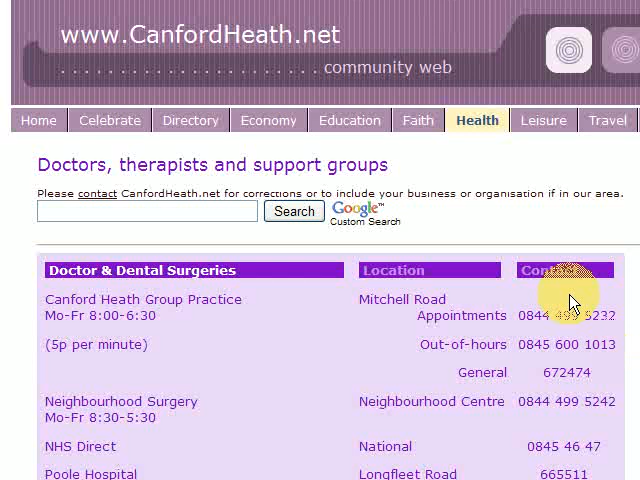 www.CanfordHeath.net
. . . . . . . . . . . . . . . . . . . . . . community web
Home Celebrate Directory Economy Education Faith Health Leisure Travel
Doctors, therapists and support groups
Please contact CanfordHeath.net for corrections or to include your business or organisation if in our area.
Search Google™
Custom Search
Doctor & Dental Surgeries Location
Canford Heath Group Practice Mitchell Road
Mo-Fr 8:00-6:30 Appointments 0844 499 5232
(5p per minute) Out-of-hours 0845 600 1013
General 672474
Neighbourhood Surgery Neighbourhood Centre 0844 499 5242
Mo-Fr 8:30-5:30
NHS Direct National 0845 46 47
Poole Hospital Longfleet Road 665511